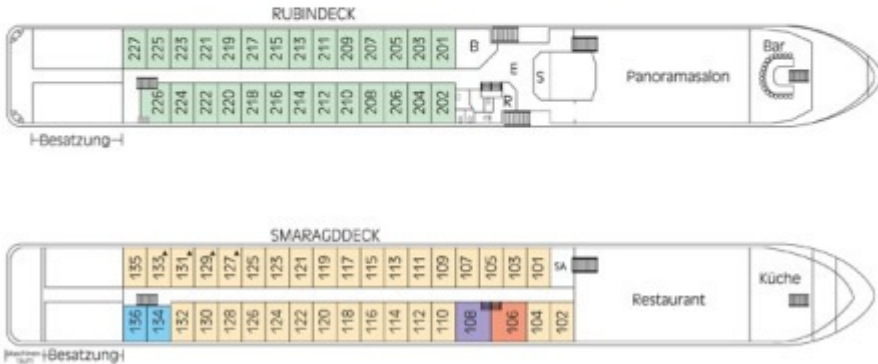 RUBINDECK
227 225 223 221 219 217 215 213 211 209 207 205 203 201 B Bar
E S Panoramasalon
226 224 222 220 218 216 214 212 210 208 206 204 202 R
Besatzung
SMARAGDDECK
135 133 131 129 127 125 123 121 119 117 115 113 111 109 107 105 103 101 SA Küche
Restaurant
136 134 132 130 128 126 124 122 120 118 116 114 112 110 108 106 104 102
Besatzung